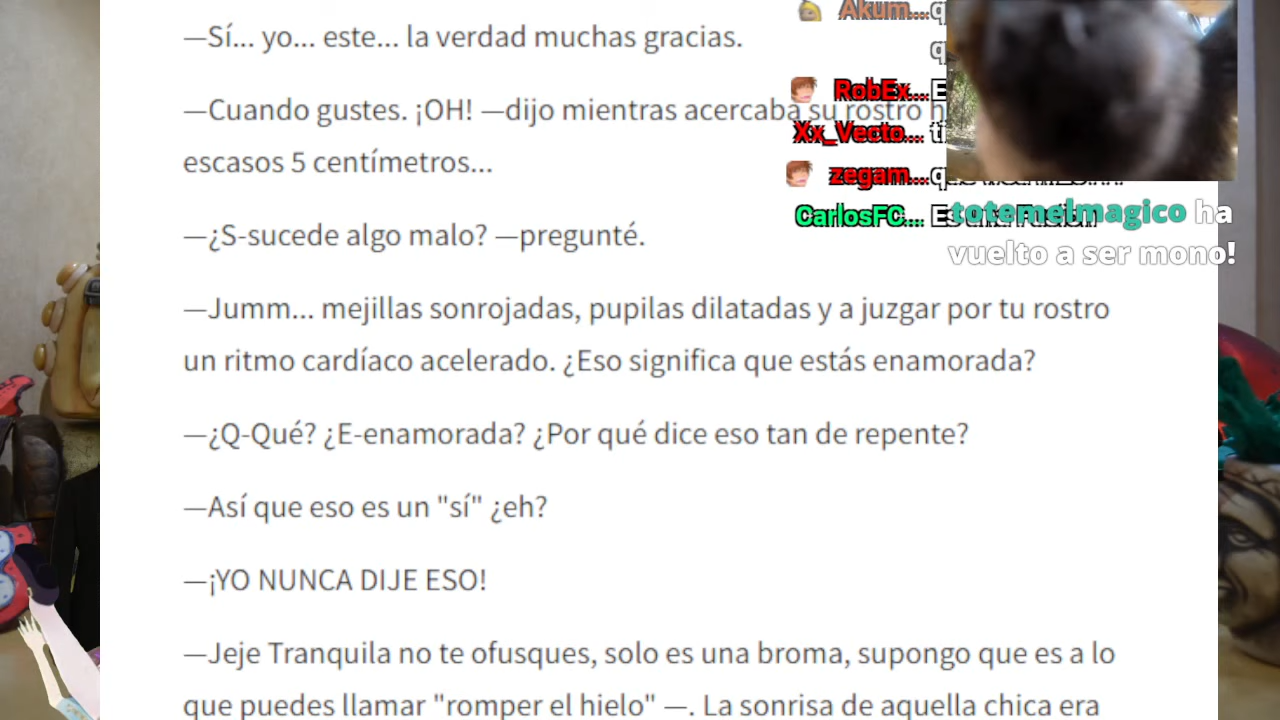 —Sí... yo... este... la verdad muchas gracias.
—Cuando gustes. ¡OH! —dijo mientras acercaba su rostro
escasos 5 centímetros...
—¿S-sucede algo malo? —pregunté.
—Jumm... mejillas sonrojadas, pupilas dilatadas y a juzgar por tu rostro
un ritmo cardíaco acelerado. ¿Eso significa que estás enamorada?
—¿Q-Qué? ¿E-enamorada? ¿Por qué dice eso tan de repente?
—Así que eso es un "sí" ¿eh?
—¡YO NUNCA DIJE ESO!
—Jeje Tranquila no te ofusques, solo es una broma, supongo que es a lo
que puedes llamar "romper el hielo" —. La sonrisa de aquella chica era
Akum...
RobEx...
Xx_Vecto...
zegam...
CarlosFC...
totemelmagico ha
vuelto a ser mono!